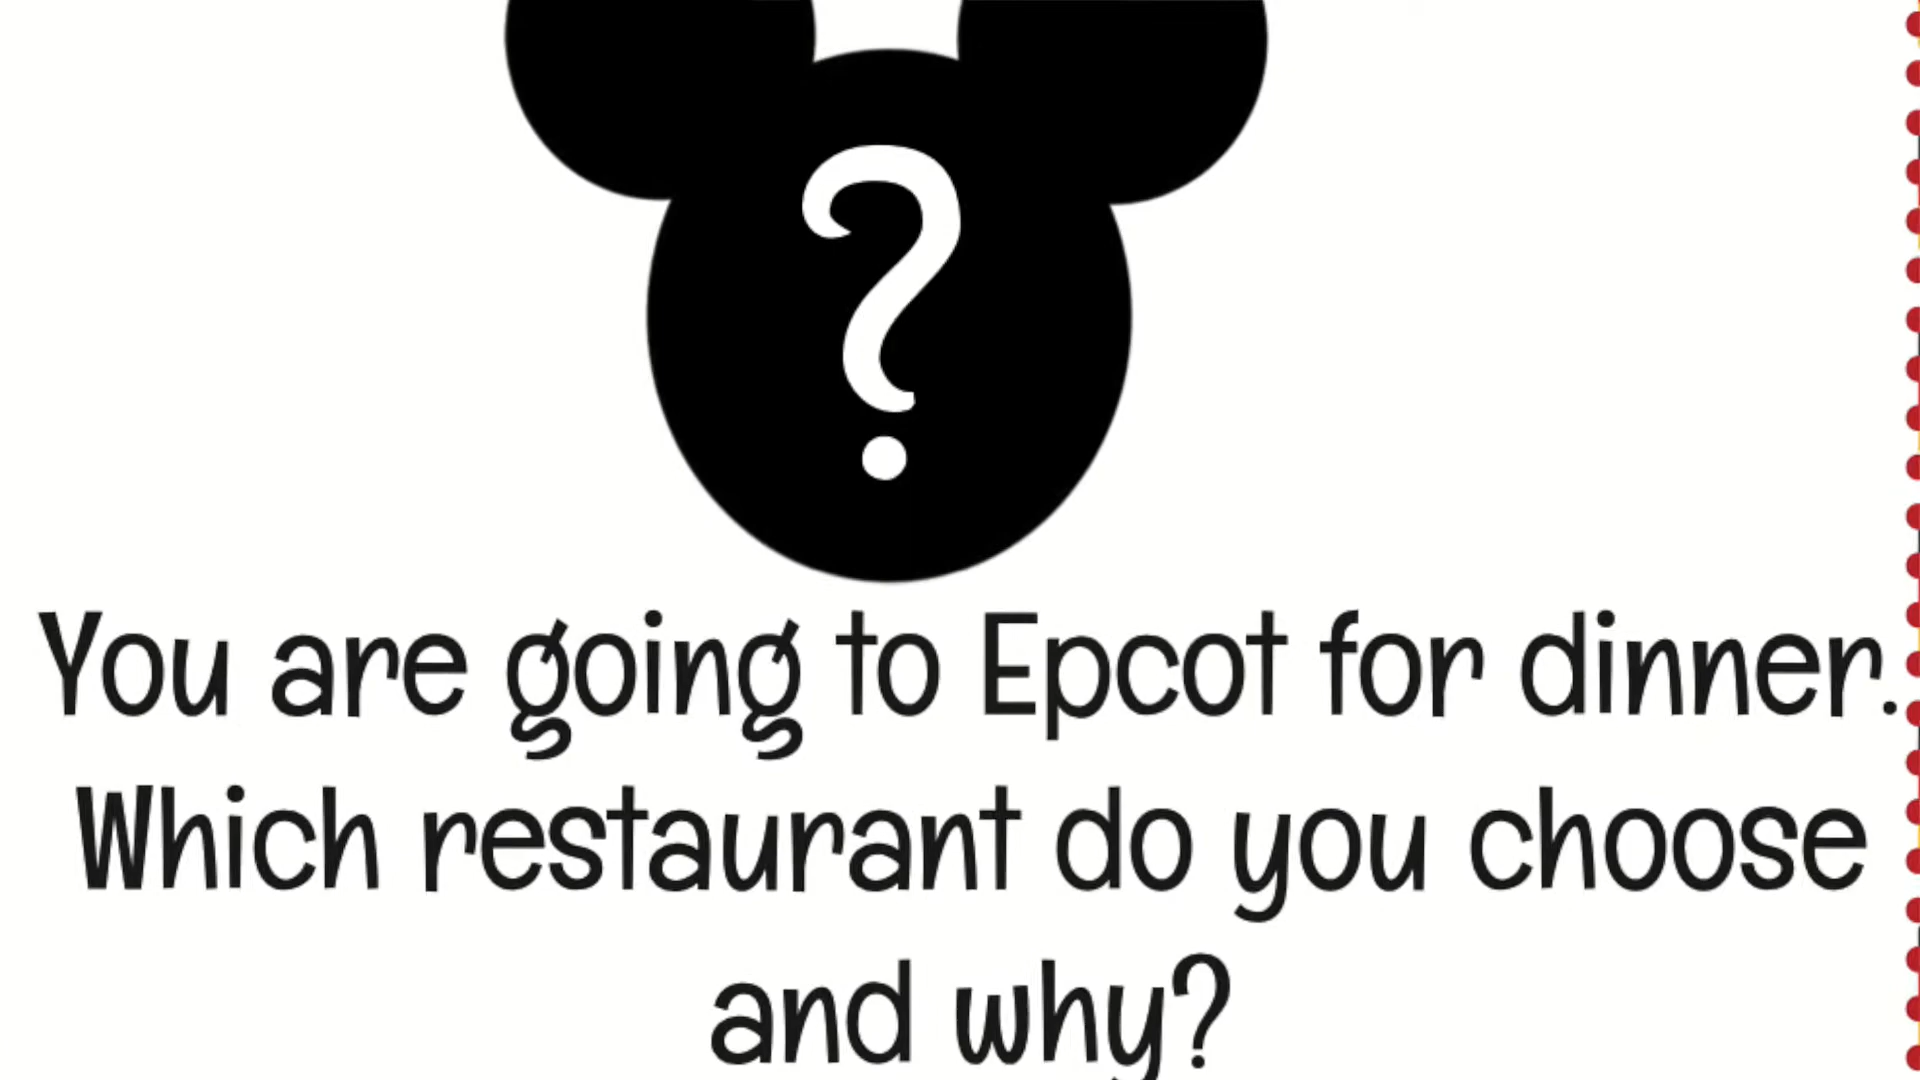 ?
You are going to Epcot for dinner.
Which restaurant do you choose
and why?